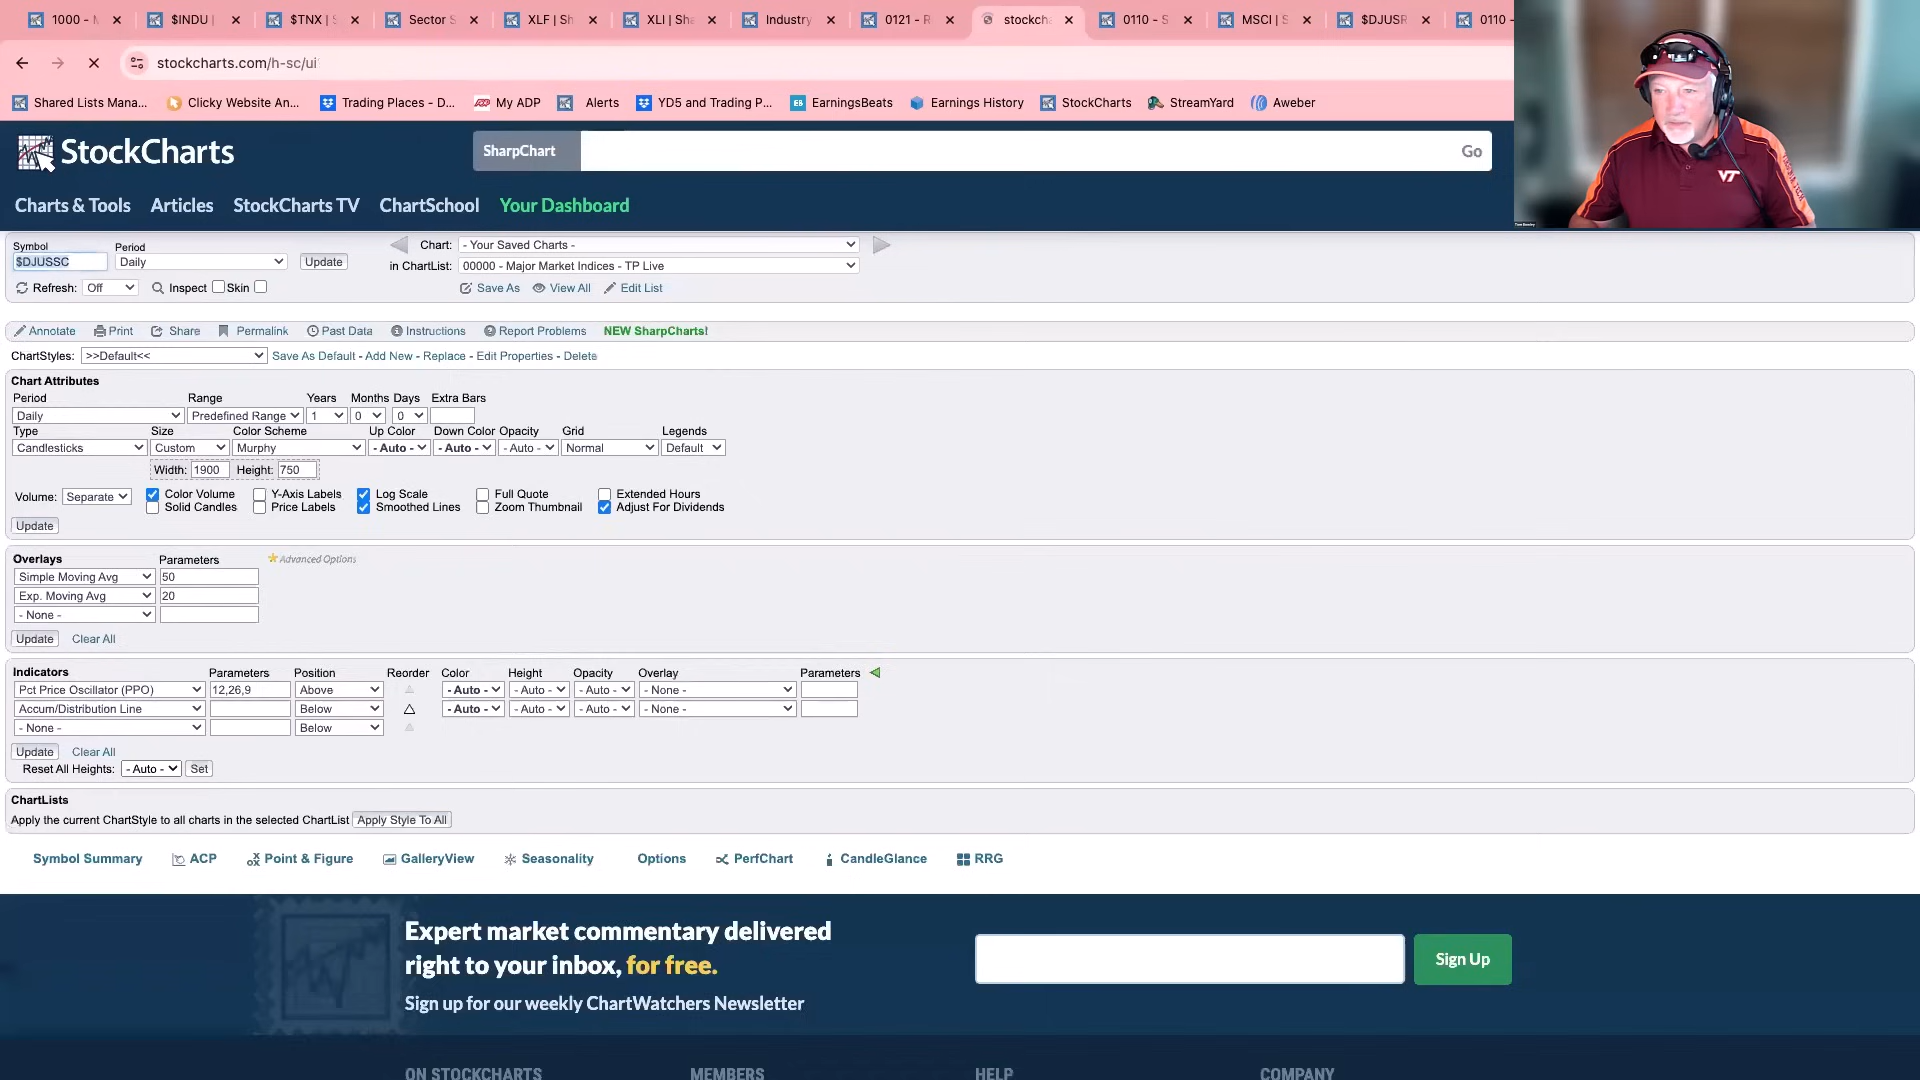 1000 -
$INDU |
$TNX | S
Sector S
XLF | Sh
XLI | Sha
Industry
0121 - R
stockcha
0110 - S
MSCI | S
$DJUSR
0110 -
stockcharts.com/h-sc/ui
Shared Lists Mana...
Clicky Website An...
Trading Places - D...
My ADP
Alerts
YD5 and Trading P...
EarningsBeats
Earnings History
StockCharts
StreamYard
Aweber
StockCharts
SharpChart
Go
Charts & Tools
Articles
StockCharts TV
ChartSchool
Your Dashboard
VT
Symbol
Period
Chart:
- Your Saved Charts -
$DJUSSC
Daily
Update
in ChartList:
00000 - Major Market Indices - TP Live
Refresh:
Off
Inspect
Skin
Save As
View All
Edit List
Annotate
Print
Share
Permalink
Past Data
Instructions
Report Problems
NEW SharpCharts!
ChartStyles:
>>Default<<
Save As Default - Add New - Replace - Edit Properties - Delete
Chart Attributes
Period
Range
Years
Months
Days
Extra Bars
Daily
Predefined Range
1
0
0
Type
Size
Color Scheme
Up Color
Down Color
Opacity
Grid
Legends
Candlesticks
Custom
Murphy
- Auto -
- Auto -
- Auto -
Normal
Default
Width:
1900
Height:
750
Volume:
Separate
Color Volume
Y-Axis Labels
Log Scale
Full Quote
Extended Hours
Solid Candles
Price Labels
Smoothed Lines
Zoom Thumbnail
Adjust For Dividends
Update
Overlays
Parameters
Advanced Options
Simple Moving Avg
50
Exp. Moving Avg
20
- None -
Update
Clear All
Indicators
Parameters
Position
Reorder
Color
Height
Opacity
Overlay
Parameters
Pct Price Oscillator (PPO)
12,26,9
Above
- Auto -
- Auto -
- Auto -
- None -
Accum/Distribution Line
Below
- Auto -
- Auto -
- Auto -
- None -
- None -
Below
Update
Clear All
Reset All Heights:
- Auto -
Set
ChartLists
Apply the current ChartStyle to all charts in the selected ChartList
Apply Style To All
Symbol Summary
ACP
Point & Figure
GalleryView
Seasonality
Options
PerfChart
CandleGlance
RRG
Expert market commentary delivered
right to your inbox, for free.
Sign up for our weekly ChartWatchers Newsletter
Sign Up
ON STOCKCHARTS
MEMBERS
HELP
COMPANY